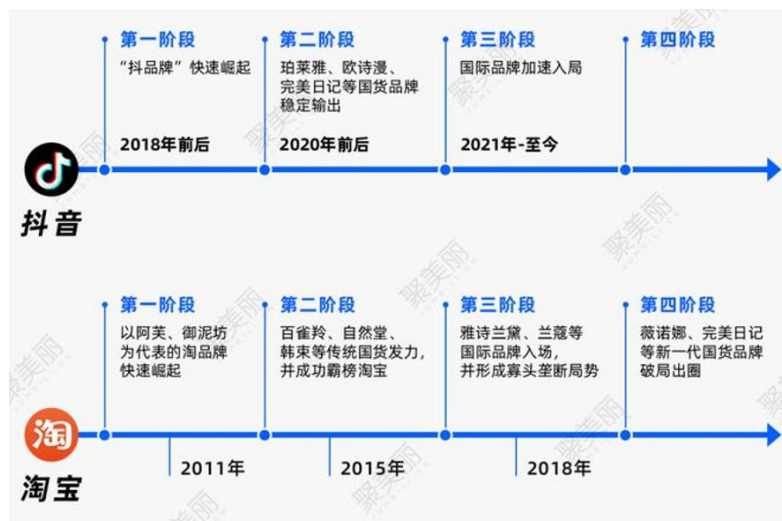 第一阶段
“抖品牌”快速崛起
2018年前后
第二阶段
珀莱雅、欧诗漫、
完美日记等国货品牌
稳定输出
2020年前后
第三阶段
国际品牌加速入局
2021年-至今
第四阶段
抖音
第一阶段
以阿芙、御泥坊
为代表的淘品牌
快速崛起
第二阶段
百雀羚、自然堂、
韩束等传统国货发力，
并成功霸榜淘宝
第三阶段
雅诗兰黛、兰蔻等
国际品牌入场，
并形成寡头垄断局势
第四阶段
薇诺娜、完美日记
等新一代国货品牌
破局出圈
淘
淘宝
2011年
2015年
2018年
聚美丽